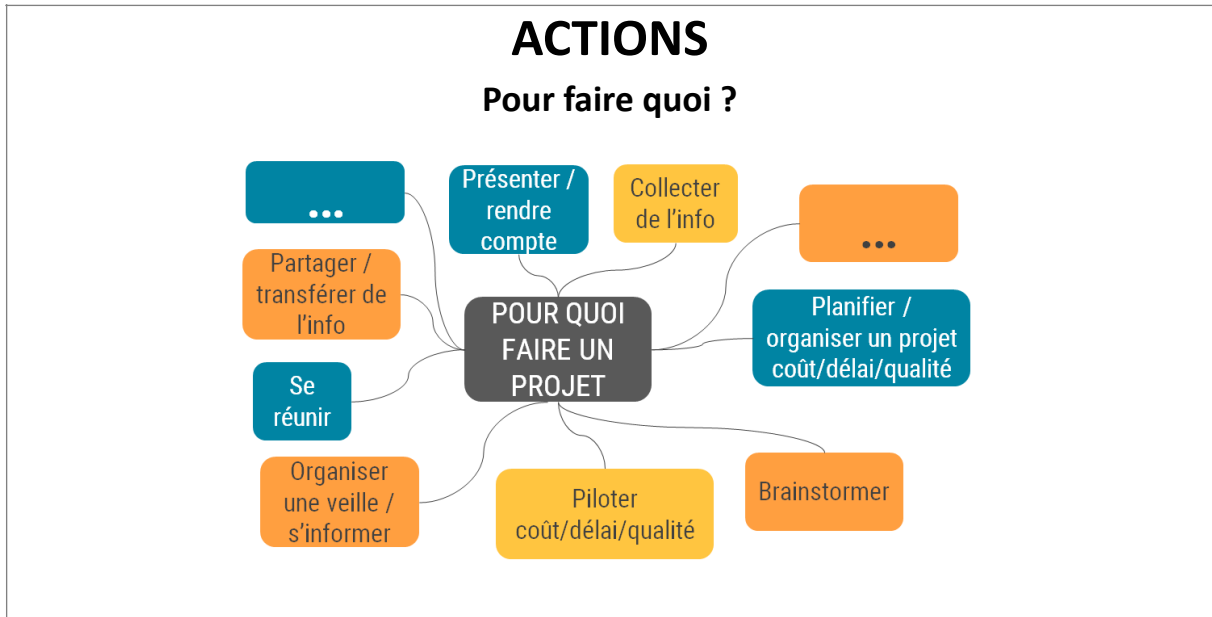 ACTIONS
Pour faire quoi ?
...
Présenter /
rendre
compte
Collecter
de l'info
...
Partager /
transférer de
l'info
POUR QUOI
FAIRE UN
PROJET
Planifier /
organiser un projet
coût/délai/qualité
Se
réunir
Organiser
une veille /
s'informer
Piloter
coût/délai/qualité
Brainstormer